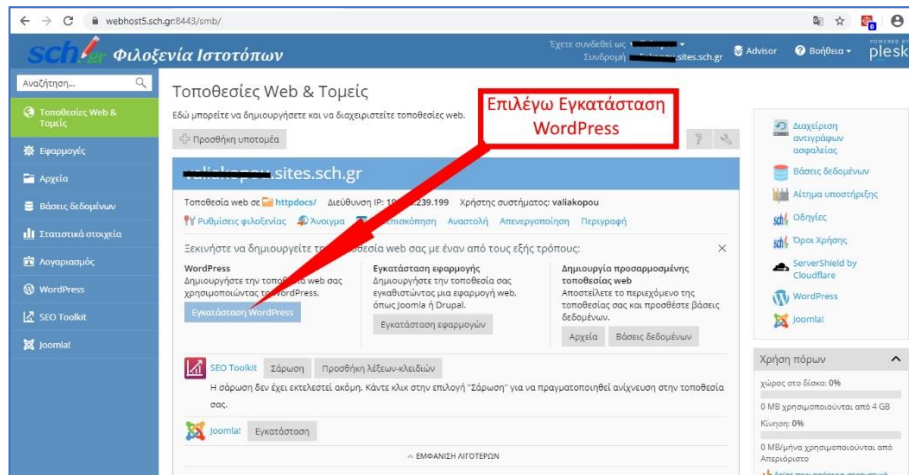 webhost5.sch.gr:8443/smb/
sch.gr Φιλοξενία Ιστοτόπων
Έχετε συνδεθεί ως
Συνδρομή .sites.sch.gr
Advisor
Βοήθεια
POWERED BY
plesk
Αναζήτηση...
Τοποθεσίες Web &
Τομείς
Εφαρμογές
Αρχεία
Βάσεις δεδομένων
Στατιστικά στοιχεία
Λογαριασμός
WordPress
SEO Toolkit
Joomla!
Τοποθεσίες Web & Τομείς
Εδώ μπορείτε να δημιουργήσετε και να διαχειριστείτε τοποθεσίες web.
Προσθήκη υποτομέα
Επιλέγω Εγκατάσταση
WordPress
.sites.sch.gr
Τοποθεσία web σε httpdocs/ Διεύθυνση IP: .239.199 Χρήστης συστήματος: valiakopou
Ρυθμίσεις φιλοξενίας Άνοιγμα Επισκόπηση Αναστολή Απενεργοποίηση Περιγραφή
Ξεκινήστε να δημιουργείτε την τοποθεσία web σας με έναν από τους εξής τρόπους:
WordPress
Δημιουργήστε την τοποθεσία web σας
χρησιμοποιώντας το WordPress.
Εγκατάσταση WordPress
Εγκατάσταση εφαρμογής
Δημιουργήστε την τοποθεσία σας
εγκαθιστώντας μια εφαρμογή web,
όπως Joomla ή Drupal.
Εγκατάσταση εφαρμογών
Δημιουργία προσαρμοσμένης
τοποθεσίας web
Αποστείλετε το περιεχόμενο της
τοποθεσίας σας και προσθέστε βάσεις
δεδομένων.
Αρχεία
Βάσεις δεδομένων
SEO Toolkit Σάρωση Προσθήκη λέξεων-κλειδιών
Η σάρωση δεν έχει εκτελεστεί ακόμη. Κάντε κλικ στην επιλογή "Σάρωση" για να πραγματοποιηθεί ανίχνευση στην τοποθεσία
σας.
Joomla! Εγκατάσταση
ΕΜΦΑΝΙΣΗ ΛΙΓΟΤΕΡΩΝ
Διαχείριση
αντιγράφων
ασφαλείας
Βάσεις δεδομένων
Αίτημα υποστήριξης
Οδηγίες
Όροι Χρήσης
ServerShield by
Cloudflare
WordPress
Joomla!
Χρήση πόρων
χώρος στο δίσκο: 0%
0 MB χρησιμοποιούνται από 4 GB
Κίνηση: 0%
0 MB/μήνα χρησιμοποιούνται από
Απεριόριστο